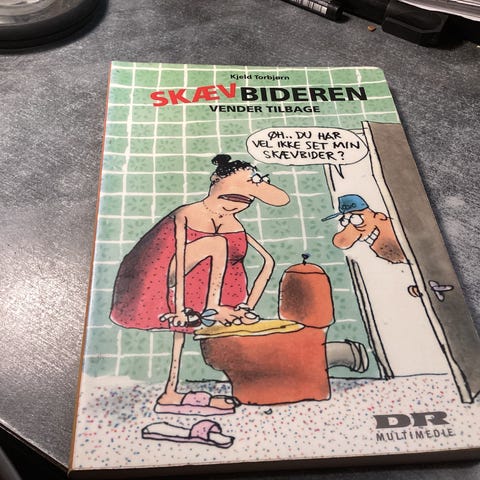 Kjeld Torbjørn
SKÆVBIDEREN
VENDER TILBAGE
ØH.. DU HAR
VEL IKKE SET MIN
SKÆVBIDER?
DR
MULTIMEDIE